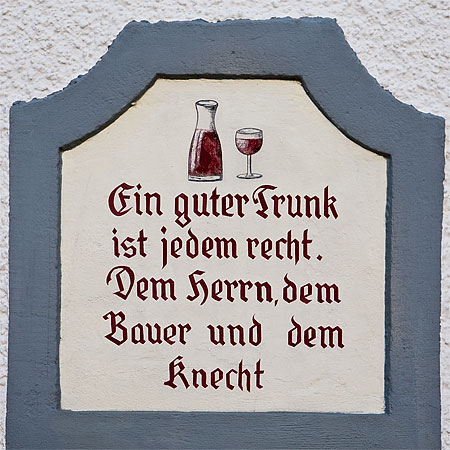 Ein guter Trunk
ist jedem recht.
Dem Herrn, dem
Bauer und dem
Knecht